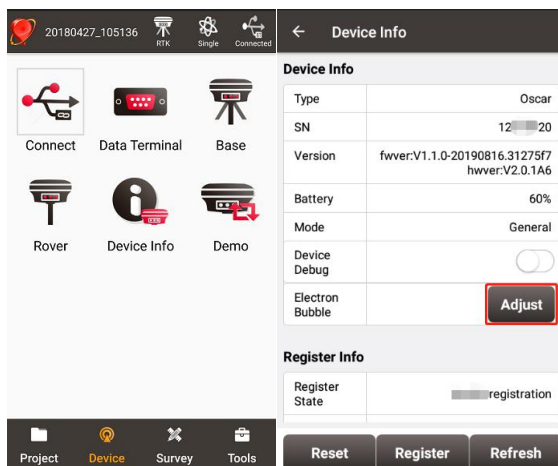 20180427_105136
RTK
Single
Connected
Connect
Data Terminal
Base
Rover
Device Info
Demo
Project
Device
Survey
Tools
Device Info
Device Info
Type
Oscar
SN
12 20
Version
fwver:V1.1.0-20190816.31275f7
hwver:V2.0.1A6
Battery
60%
Mode
General
Device
Debug
Electron
Bubble
Adjust
Register Info
Register
State
registration
Reset
Register
Refresh